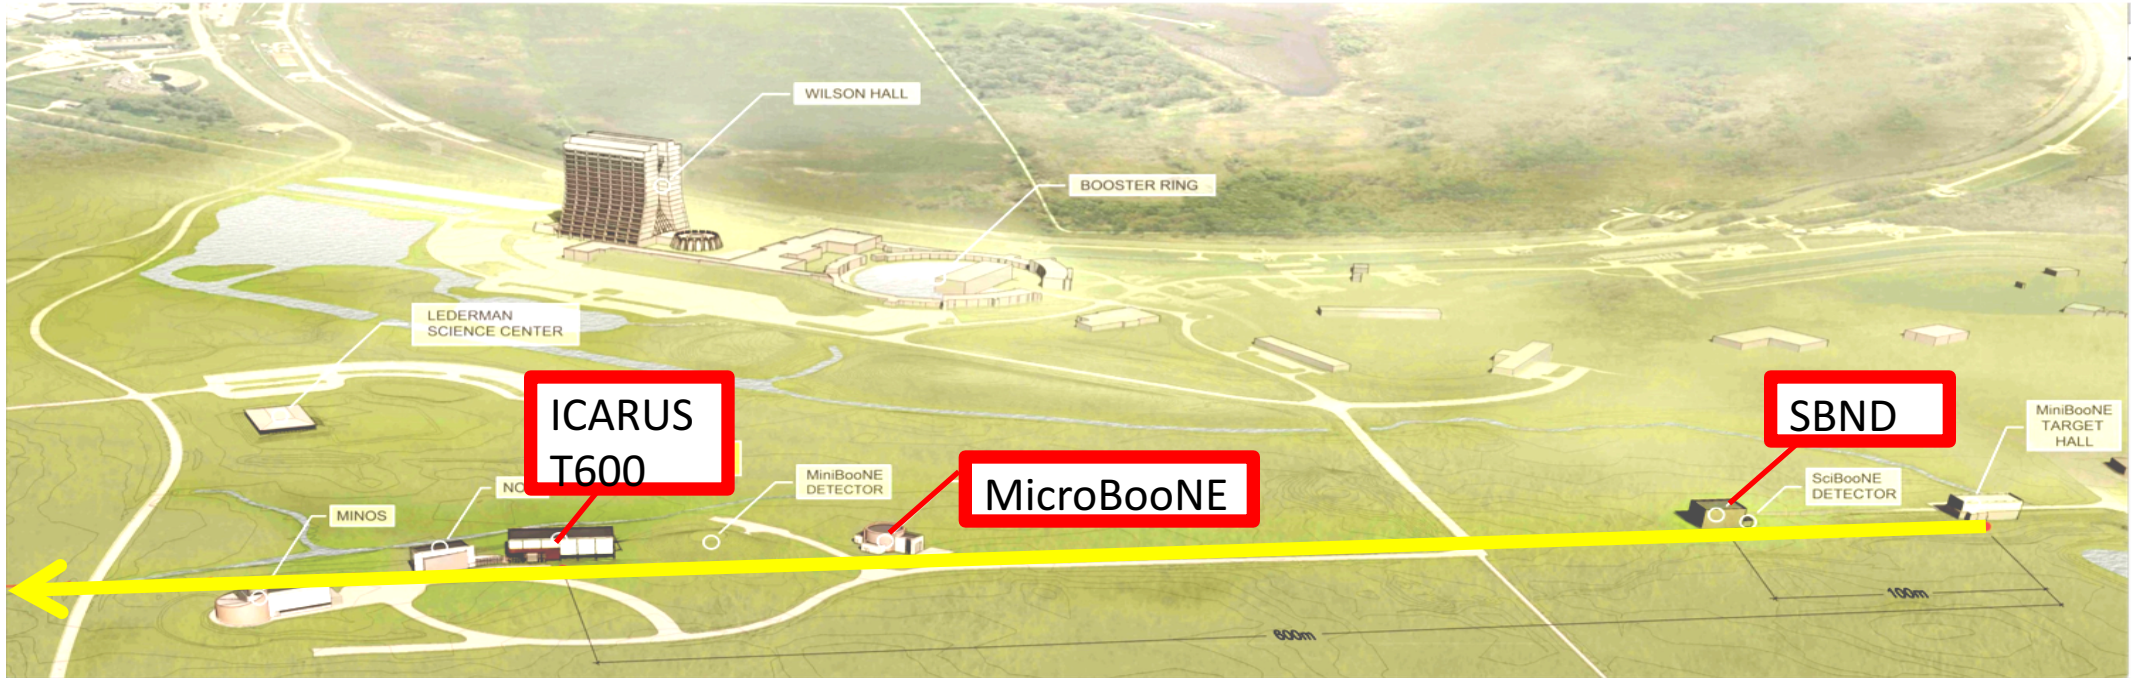 WILSON HALL
BOOSTER RING
LEDERMAN
SCIENCE CENTER
ICARUS
T600
SBND
MiniBooNE
TARGET
HALL
MicroBooNE
MiniBooNE
DETECTOR
SciBooNE
DETECTOR
NO
MINOS
100m
600m